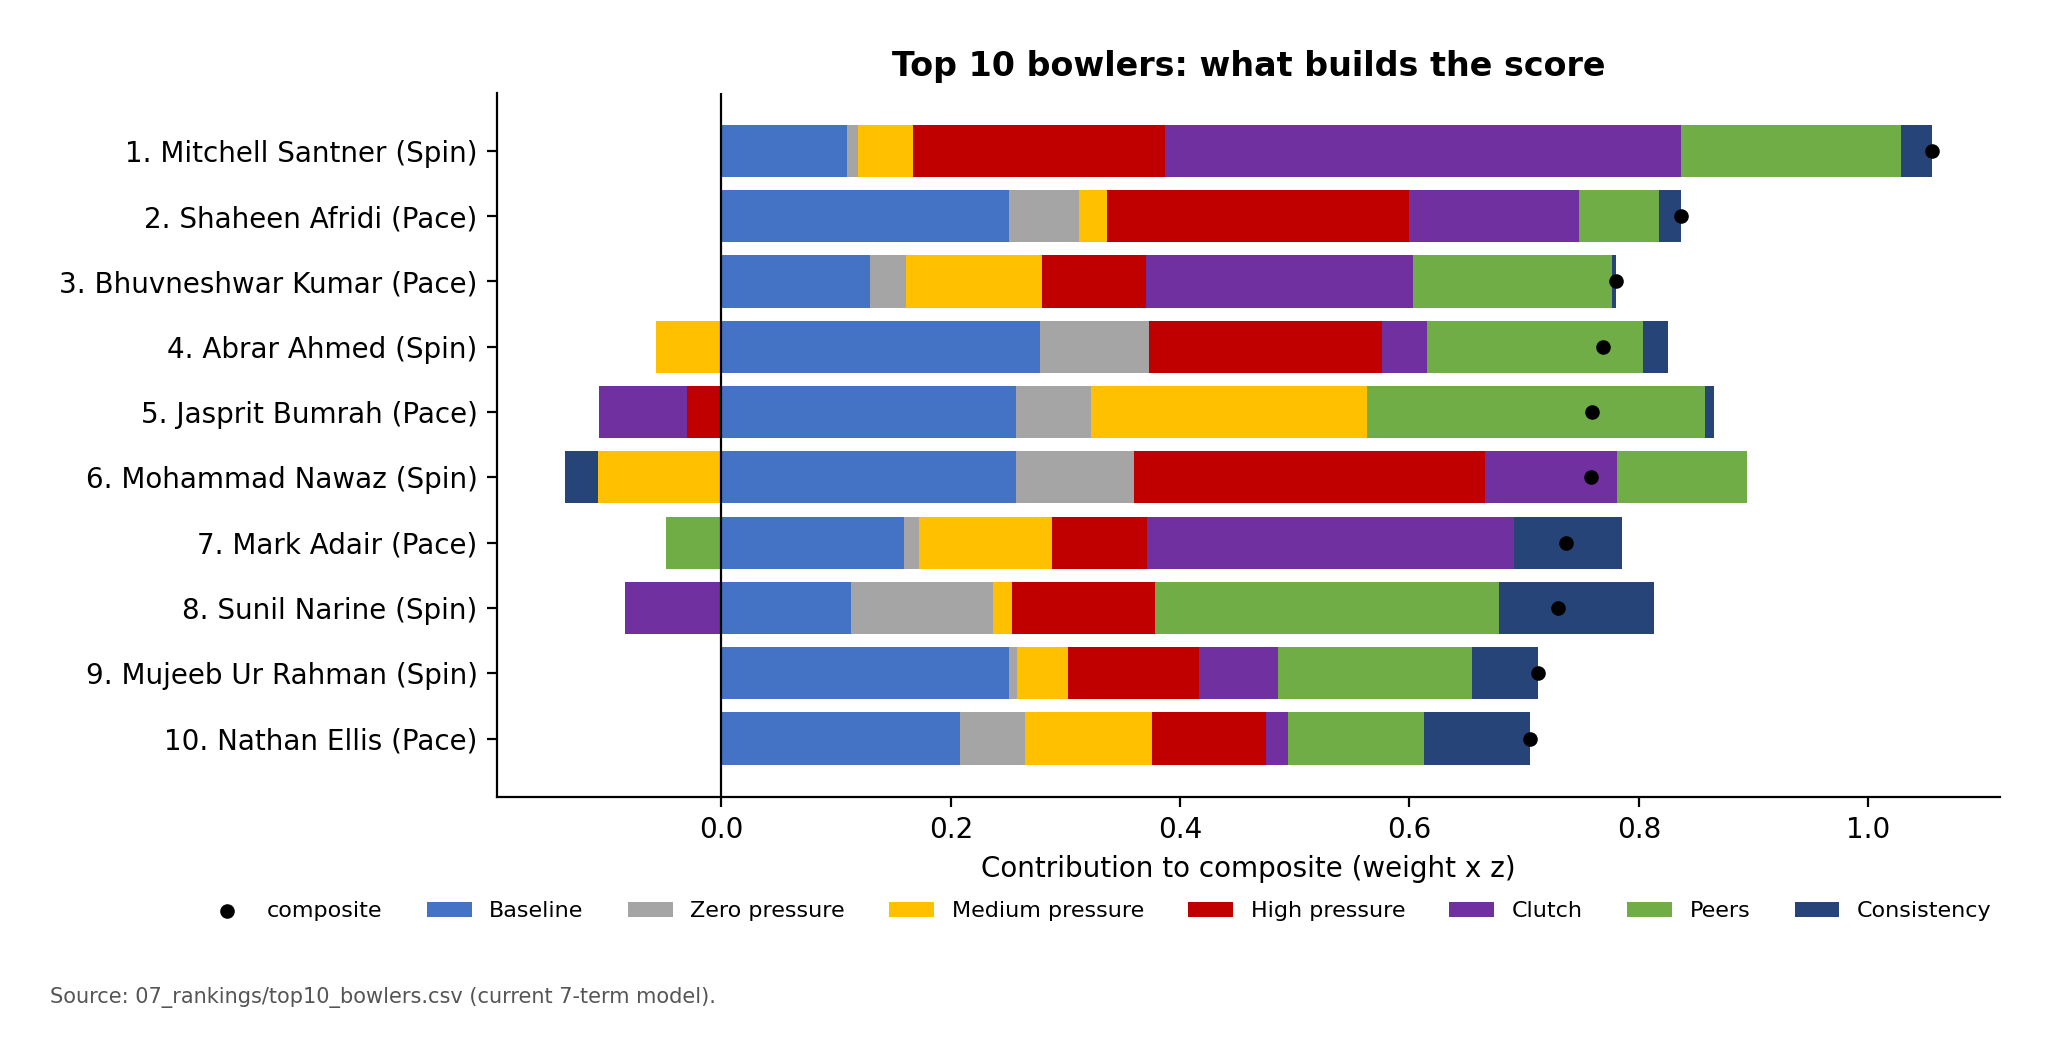 Top 10 bowlers: what builds the score
1. Mitchell Santner (Spin)
2. Shaheen Afridi (Pace)
3. Bhuvneshwar Kumar (Pace)
4. Abrar Ahmed (Spin)
5. Jasprit Bumrah (Pace)
6. Mohammad Nawaz (Spin)
7. Mark Adair (Pace)
8. Sunil Narine (Spin)
9. Mujeeb Ur Rahman (Spin)
10. Nathan Ellis (Pace)
0.0 0.2 0.4 0.6 0.8 1.0
Contribution to composite (weight x z)
composite Baseline Zero pressure Medium pressure High pressure Clutch Peers Consistency
Source: 07_rankings/top10_bowlers.csv (current 7-term model).